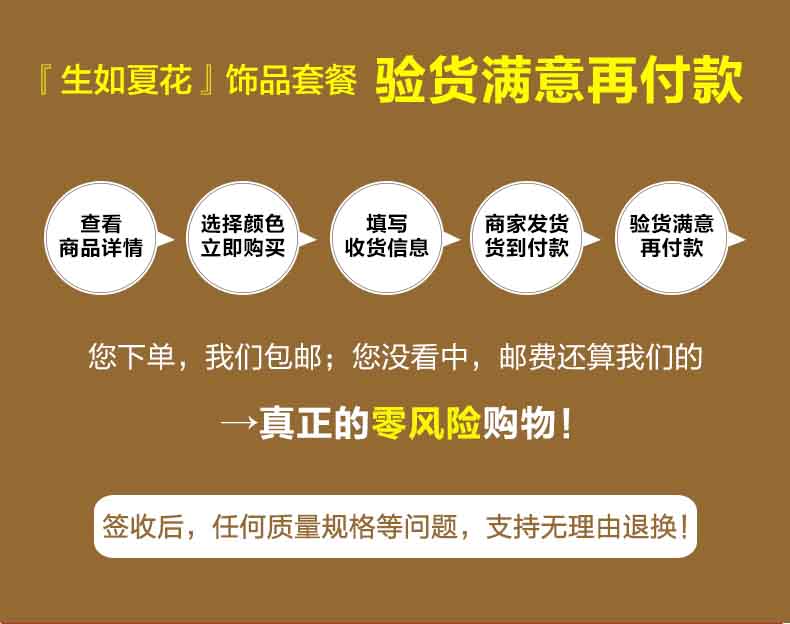 『生如夏花』饰品套餐 验货满意再付款
查看
商品详情
选择颜色
立即购买
填写
收货信息
商家发货
货到付款
验货满意
再付款
您下单，我们包邮；您没看中，邮费还算我们的
→真正的零风险购物！
签收后，任何质量规格等问题，支持无理由退换！